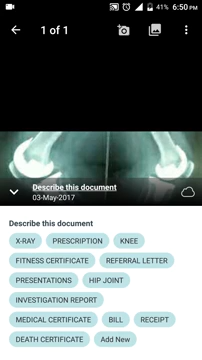 41% 6:50 PM
1 of 1
Describe this document
03-May-2017
Describe this document
X-RAY PRESCRIPTION KNEE
FITNESS CERTIFICATE REFERRAL LETTER
PRESENTATIONS HIP JOINT
INVESTIGATION REPORT
MEDICAL CERTIFICATE BILL RECEIPT
DEATH CERTIFICATE Add New